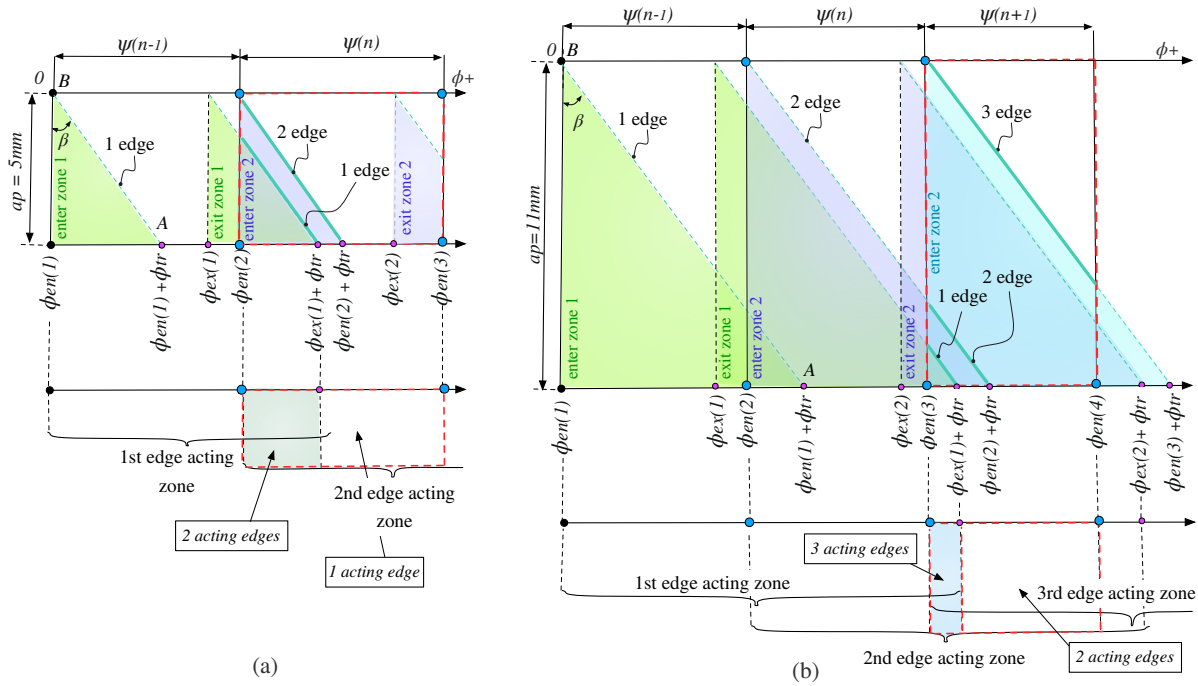 ψ(n-1)
ψ(n)
0
B
ϕ+
ap = 5mm
β
1 edge
2 edge
1 edge
enter zone 1
A
exit zone 1
enter zone 2
exit zone 2
ϕen(1)
ϕen(1) +ϕtr
ϕex(1)
ϕen(2)
ϕex(1)+ ϕtr
ϕen(2) + ϕtr
ϕex(2)
ϕen(3)
1st edge acting
zone
2nd edge acting
zone
2 acting edges
1 acting edge
(a)
ψ(n-1)
ψ(n)
ψ(n+1)
0
B
ϕ+
ap=11mm
β
1 edge
2 edge
3 edge
enter zone 2
1 edge
2 edge
enter zone 1
exit zone 1
enter zone 2
A
exit zone 2
ϕen(1)
ϕex(1)
ϕen(2)
ϕen(1) +ϕtr
ϕex(2)
ϕen(3)
ϕex(1)+ ϕtr
ϕen(2) +ϕtr
ϕen(4)
ϕex(2)+ ϕtr
ϕen(3) +ϕtr
3 acting edges
1st edge acting zone
3rd edge acting zone
2nd edge acting zone
2 acting edges
(b)